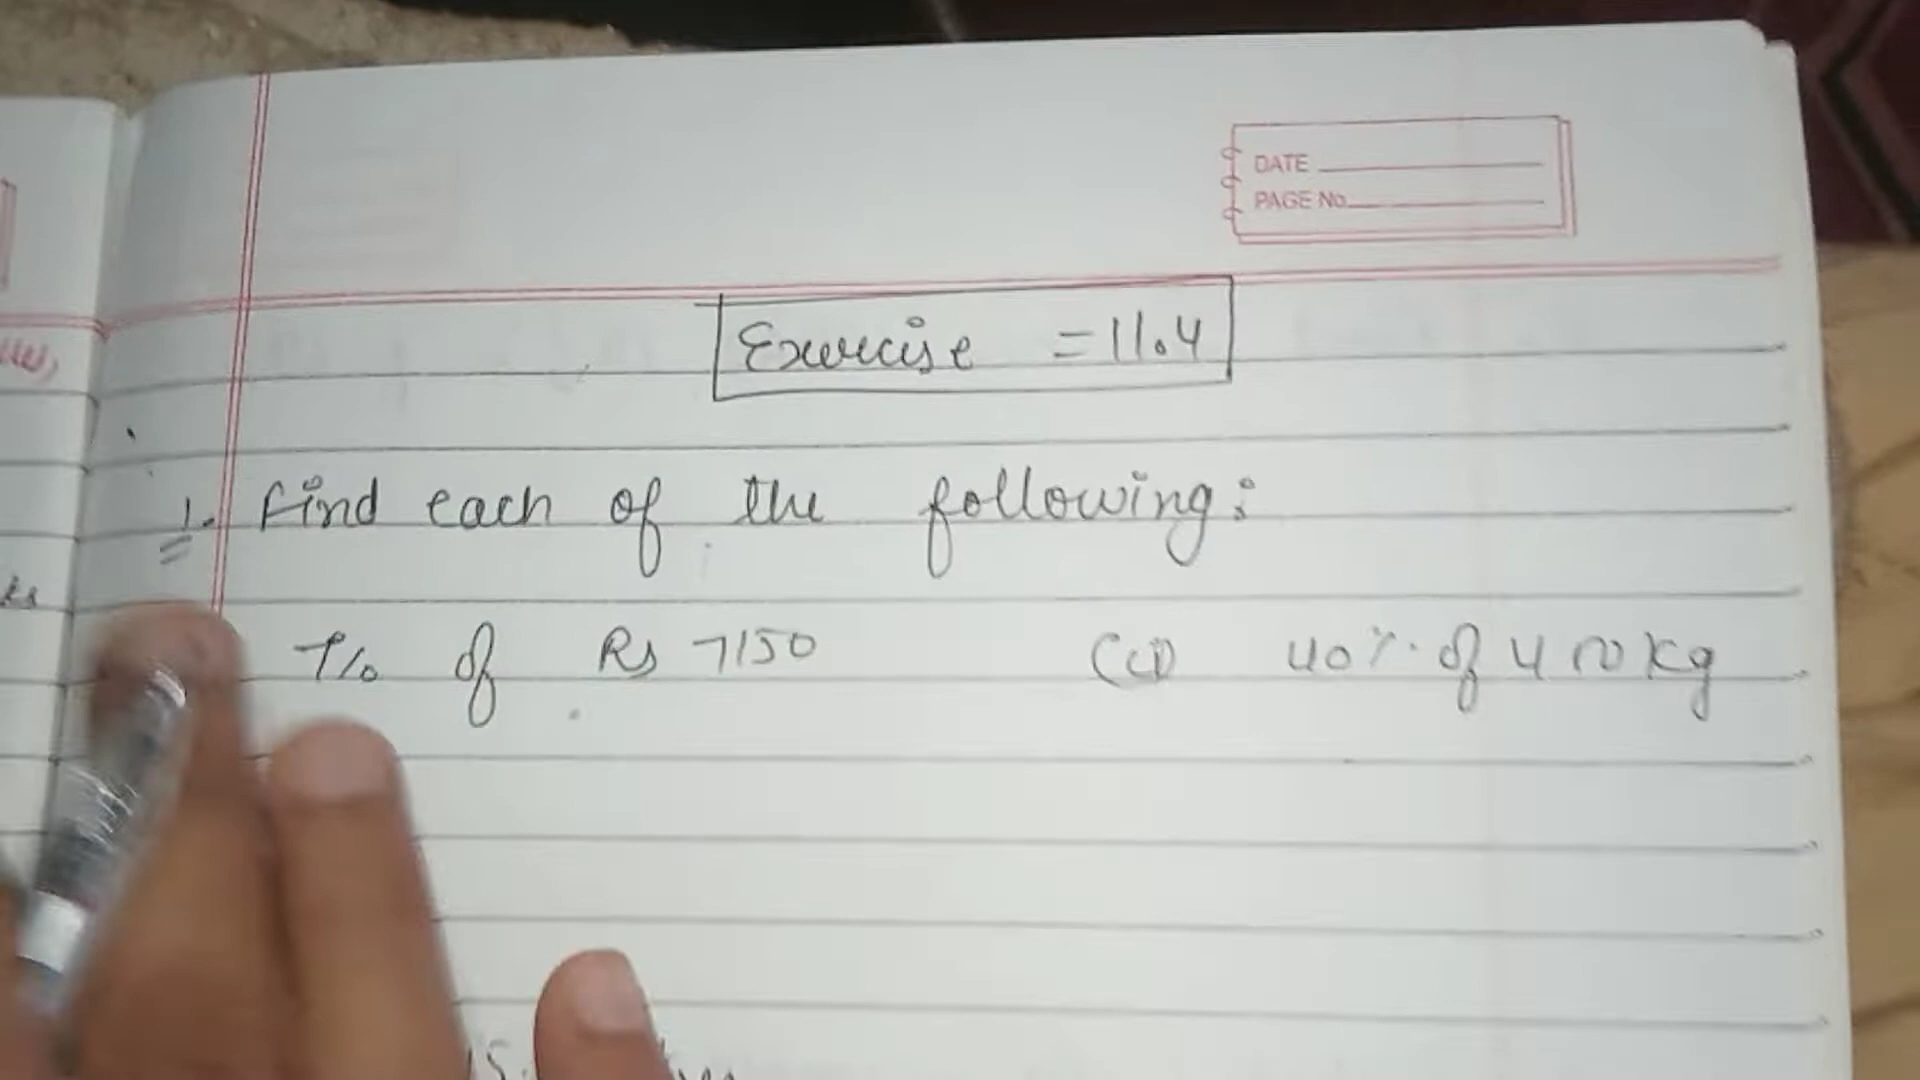 DATE
PAGE No.
Exercise = 11.4
1. Find each of the following:
7% of Rs 7150 (ii) 40% of 400 kg